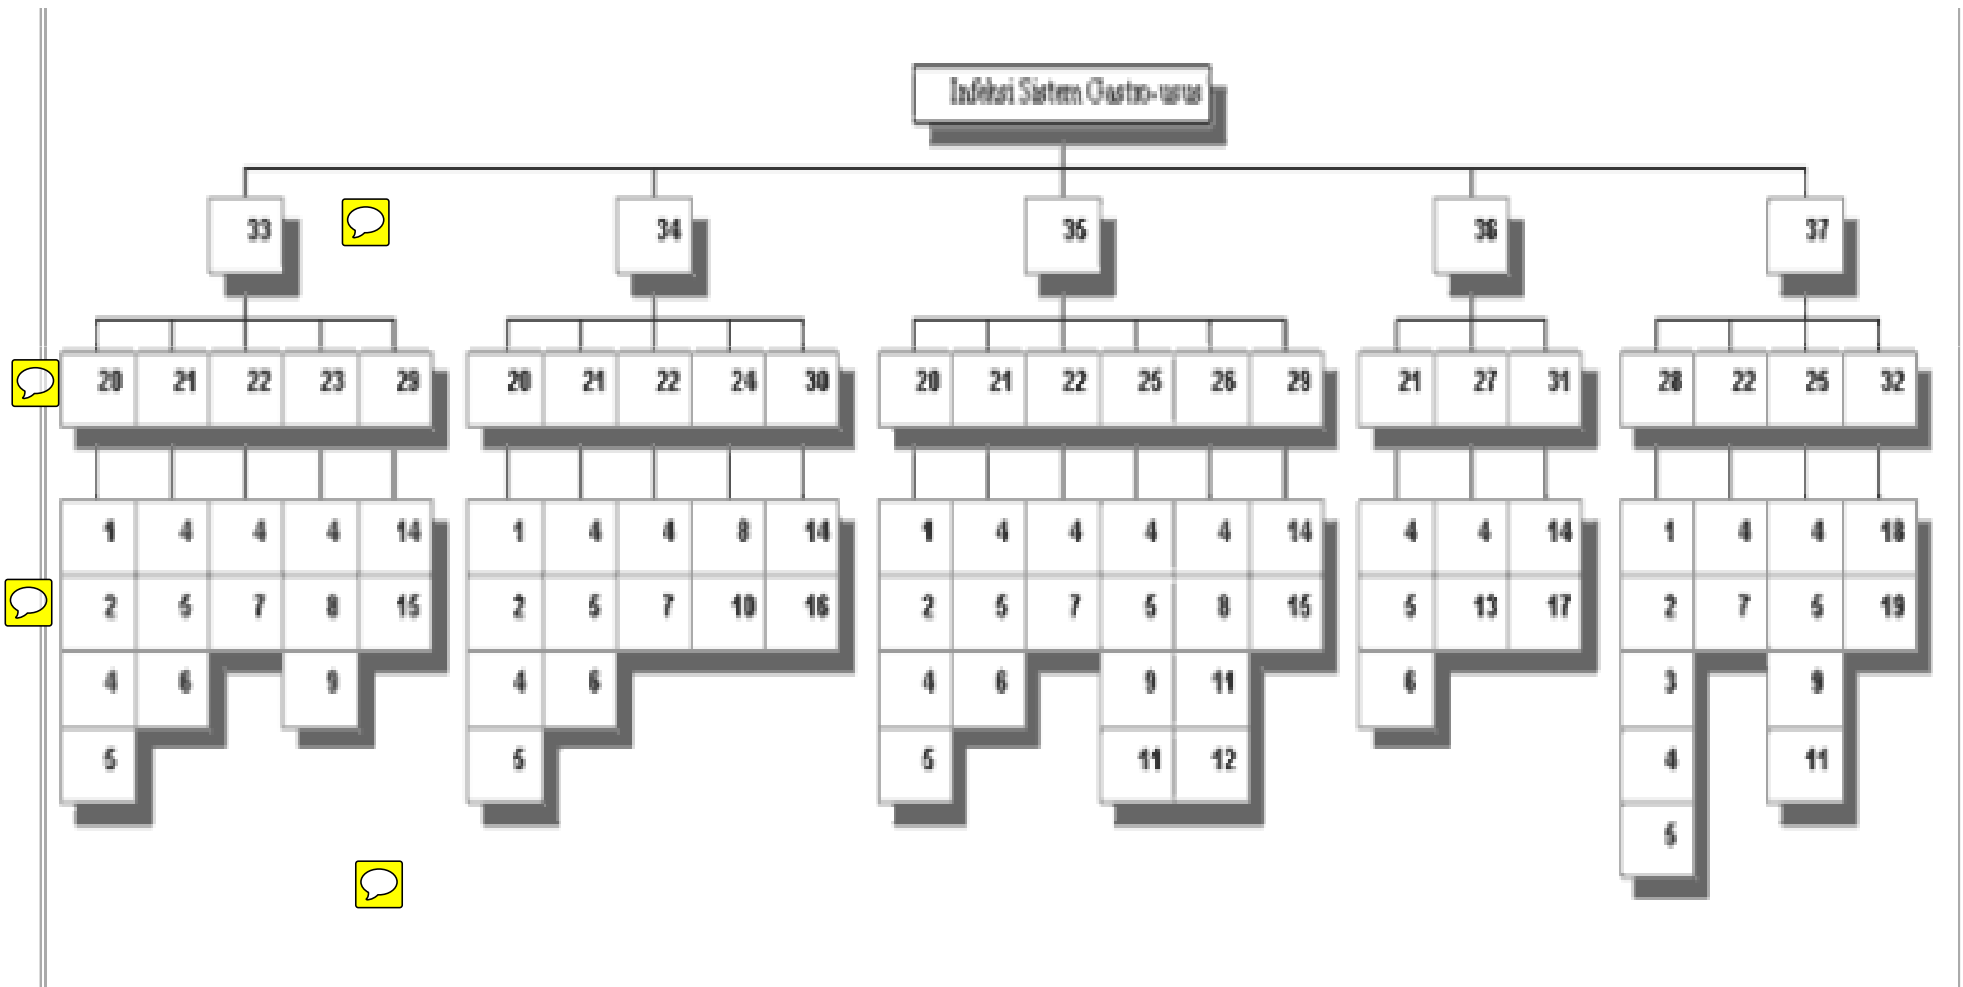 Infeksi Sistem Gastro-usus
33 34 35 36 37
20 21 22 23 29 20 21 22 24 30 20 21 22 25 26 29 21 27 31 28 22 25 32
1 4 4 4 14 1 4 4 8 14 1 4 4 4 4 14 4 4 14 1 4 4 18
2 5 7 8 15 2 5 7 10 16 2 5 7 5 8 15 5 13 17 2 7 5 19
4 6 9 4 6 4 6 9 11 6 3 9
5 5 5 11 12 4 11
5